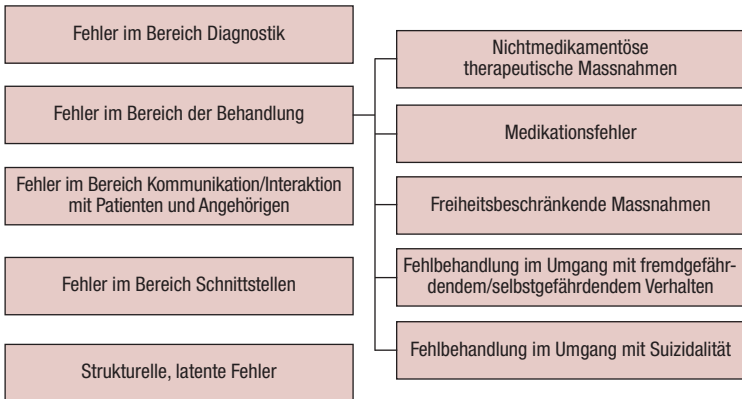 Fehler im Bereich Diagnostik
Fehler im Bereich der Behandlung
Fehler im Bereich Kommunikation/Interaktion
mit Patienten und Angehörigen
Fehler im Bereich Schnittstellen
Strukturelle, latente Fehler
Nichtmedikamentöse
therapeutische Massnahmen
Medikationsfehler
Freiheitsbeschränkende Massnahmen
Fehlbehandlung im Umgang mit fremdgefähr-
dendem/selbstgefährdendem Verhalten
Fehlbehandlung im Umgang mit Suizidalität